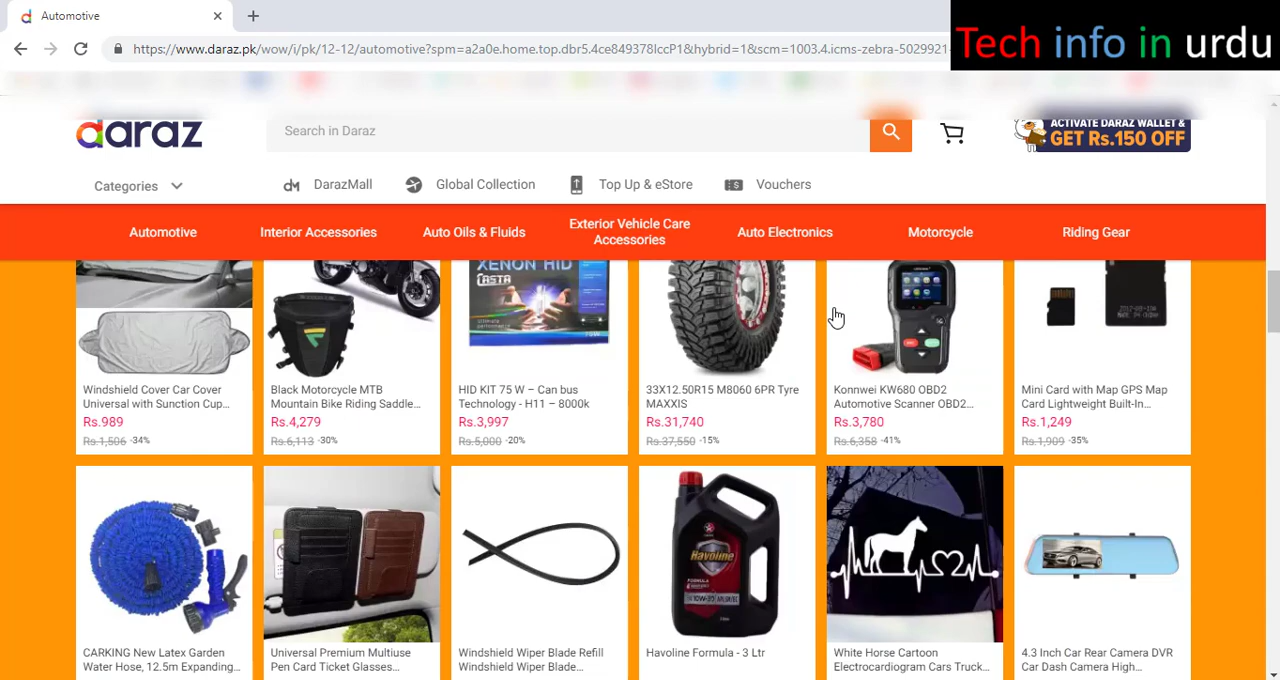 Automotive
Tech info in urdu
https://www.daraz.pk/wow/i/pk/12-12/automotive?spm=a2a0e.home.top.dbr5.4ce849378IccP1&hybrid=1&scm=1003.4.icms-zebra-5029921-
daraz
Search in Daraz
ACTIVATE DARAZ WALLET &
GET Rs.150 OFF
Categories
DarazMall
Global Collection
Top Up & eStore
Vouchers
Automotive
Interior Accessories
Auto Oils & Fluids
Exterior Vehicle Care
Accessories
Auto Electronics
Motorcycle
Riding Gear
XENON HID
CASTA
Windshield Cover Car Cover
Universal with Sunction Cup...
Rs.989
Rs.1,506 -34%
Black Motorcycle MTB
Mountain Bike Riding Saddle...
Rs.4,279
Rs.6,113 -30%
HID KIT 75 W – Can bus
Technology - H11 – 8000k
Rs.3,997
Rs.5,000 -20%
33X12.50R15 M8060 6PR Tyre
MAXXIS
Rs.31,740
Rs.37,550 -15%
Konnwei KW680 OBD2
Automotive Scanner OBD2...
Rs.3,780
Rs.6,358 -41%
Mini Card with Map GPS Map
Card Lightweight Built-In...
Rs.1,249
Rs.1,909 -35%
Havoline
FORMULA
CARKING New Latex Garden
Water Hose, 12.5m Expanding...
Universal Premium Multiuse
Pen Card Ticket Glasses...
Windshield Wiper Blade Refill
Windshield Wiper Blade...
Havoline Formula - 3 Ltr
White Horse Cartoon
Electrocardiogram Cars Truck...
4.3 Inch Car Rear Camera DVR
Car Dash Camera High...